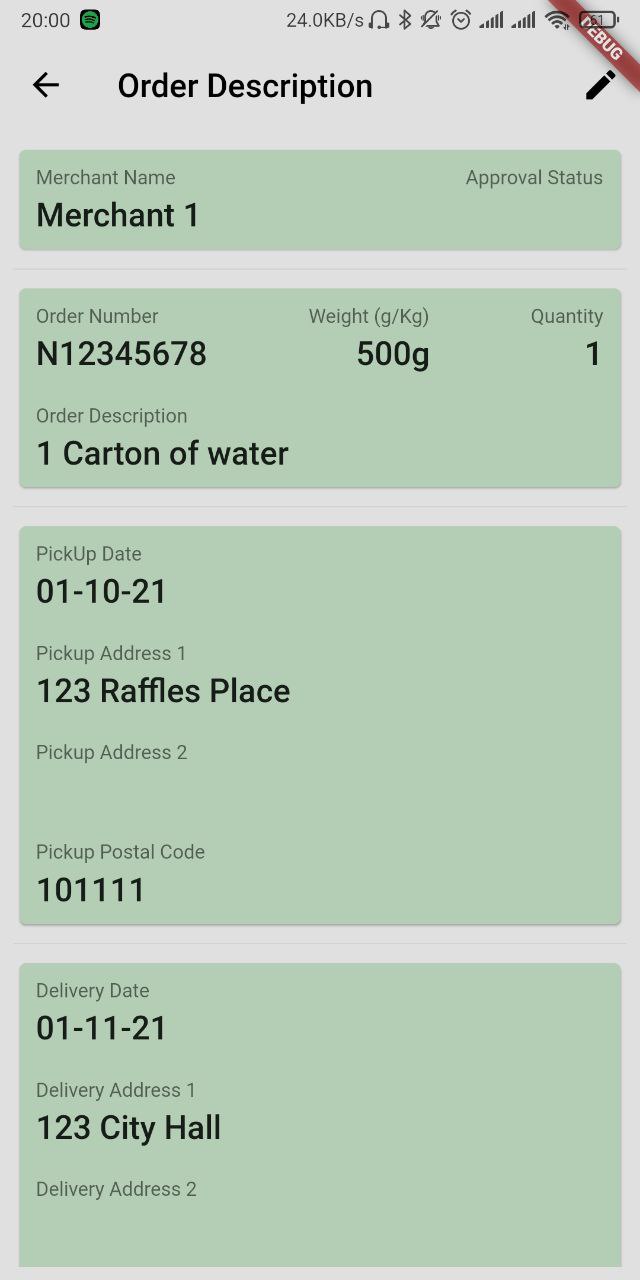 20:00 24.0KB/s 61
DEBUG
Order Description
Merchant Name Approval Status
Merchant 1
Order Number Weight (g/Kg) Quantity
N12345678 500g 1
Order Description
1 Carton of water
PickUp Date
01-10-21
Pickup Address 1
123 Raffles Place
Pickup Address 2
Pickup Postal Code
101111
Delivery Date
01-11-21
Delivery Address 1
123 City Hall
Delivery Address 2